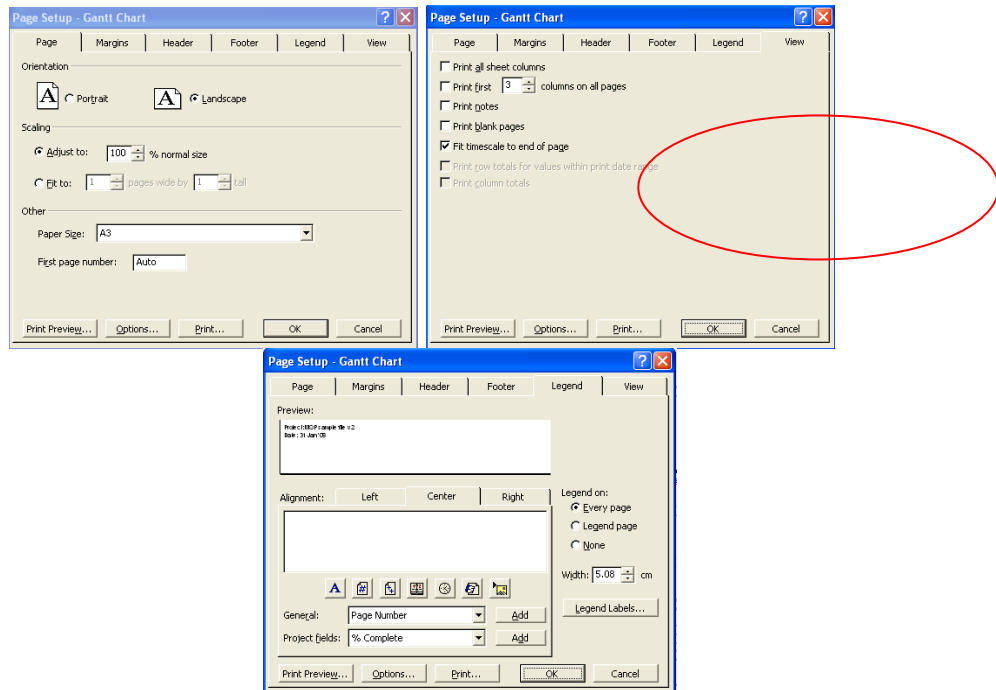 Page Setup - Gantt Chart
Page Margins Header Footer Legend View
Orientation
A Portrait A Landscape
Scaling
Adjust to: 100 % normal size
Fit to: 1 pages wide by 1 tall
Other
Paper Size: A3
First page number: Auto
Print Preview... Options... Print... OK Cancel
Page Setup - Gantt Chart
Page Margins Header Footer Legend View
Print all sheet columns
Print first 3 columns on all pages
Print notes
Print blank pages
Fit timescale to end of page
Print row totals for values within print date range
Print column totals
Print Preview... Options... Print... OK Cancel
Page Setup - Gantt Chart
Page Margins Header Footer Legend View
Preview:
sample file v.2
Date: 31 Jan
Alignment: Left Center Right
Legend on:
Every page
Legend page
None
Width: 5.08 cm
Legend Labels...
A
General: Page Number Add
Project fields: % Complete Add
Print Preview... Options... Print... OK Cancel